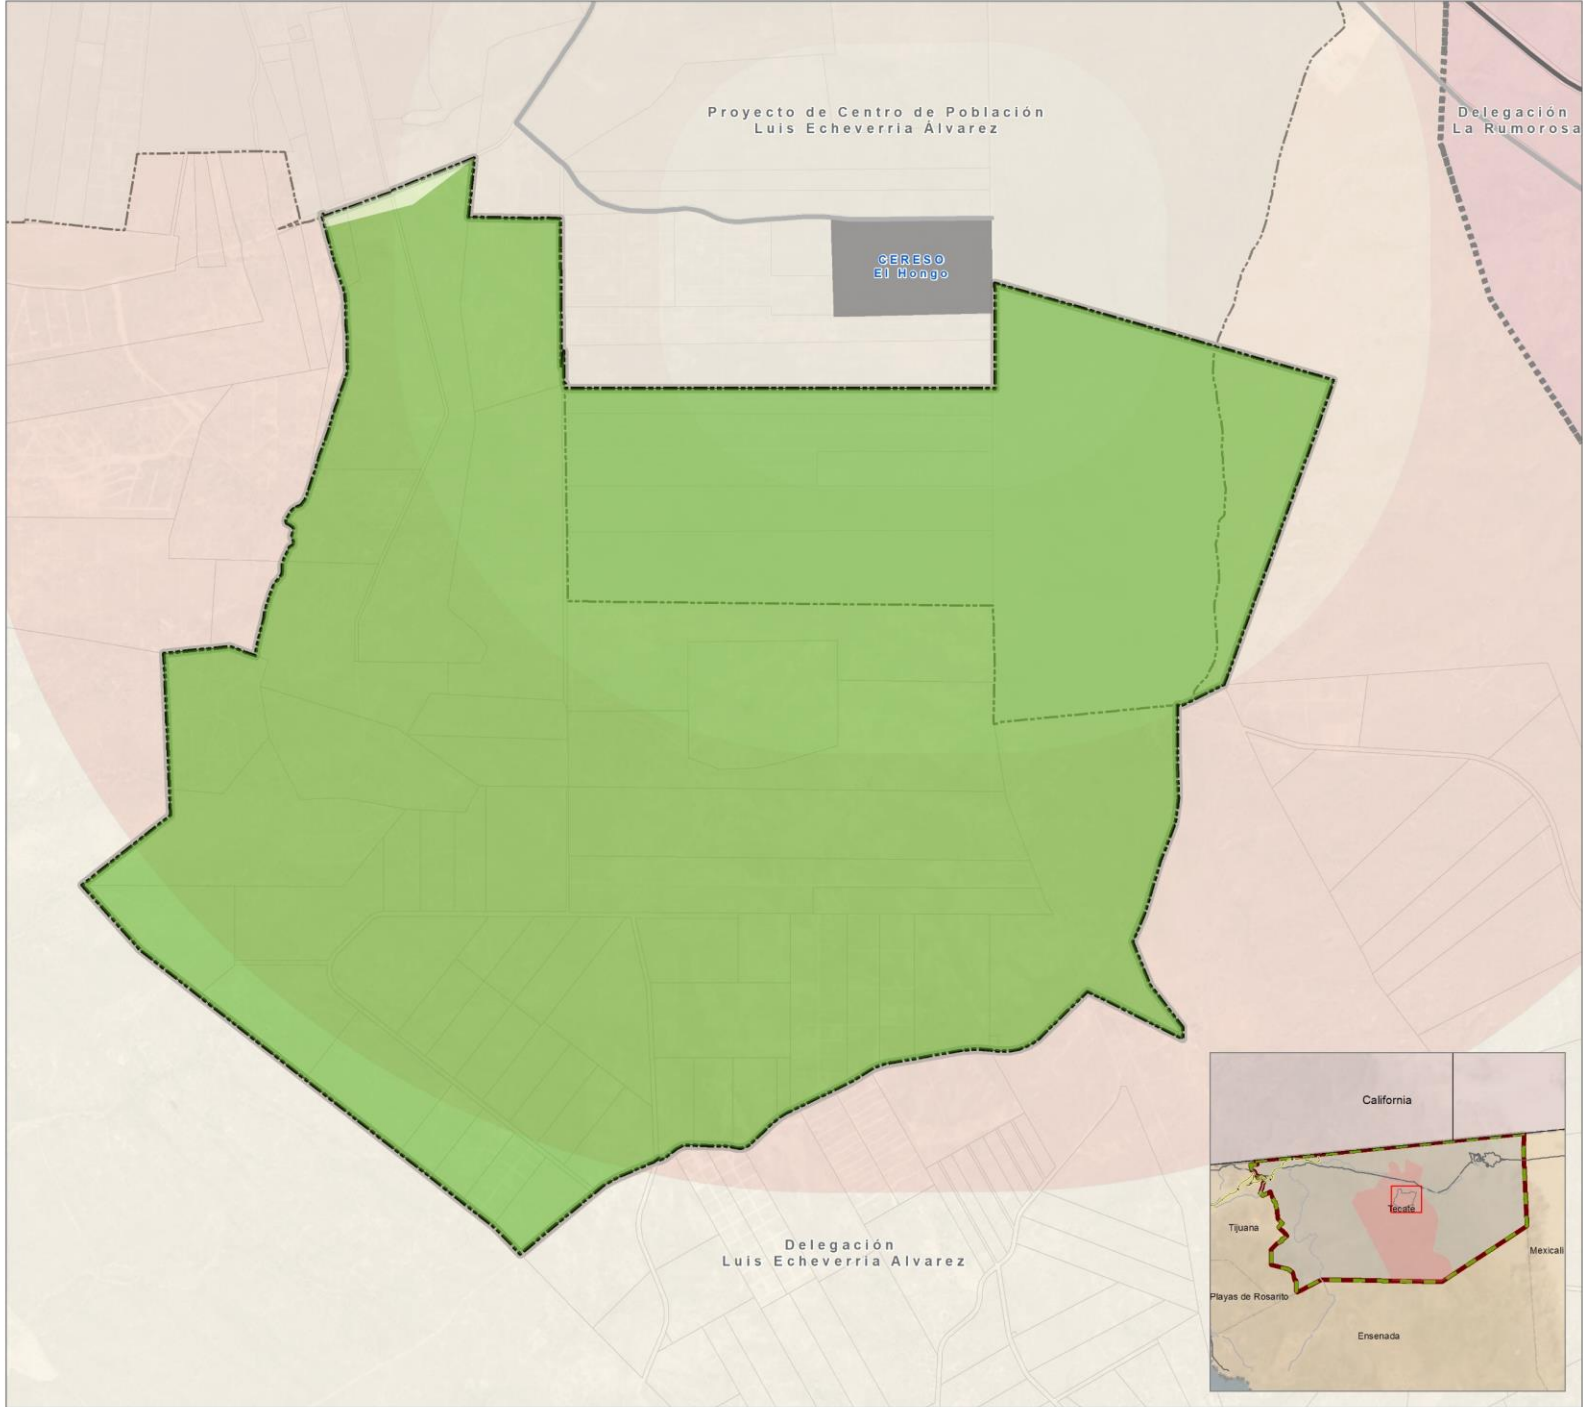 Proyecto de Centro de Población
Luis Echeverria Álvarez
Delegación
La Rumorosa
CERESO
El Hongo
Delegación
Luis Echeverria Alvarez
California
Tijuana
Tecate
Mexicali
Playas de Rosarito
Ensenada